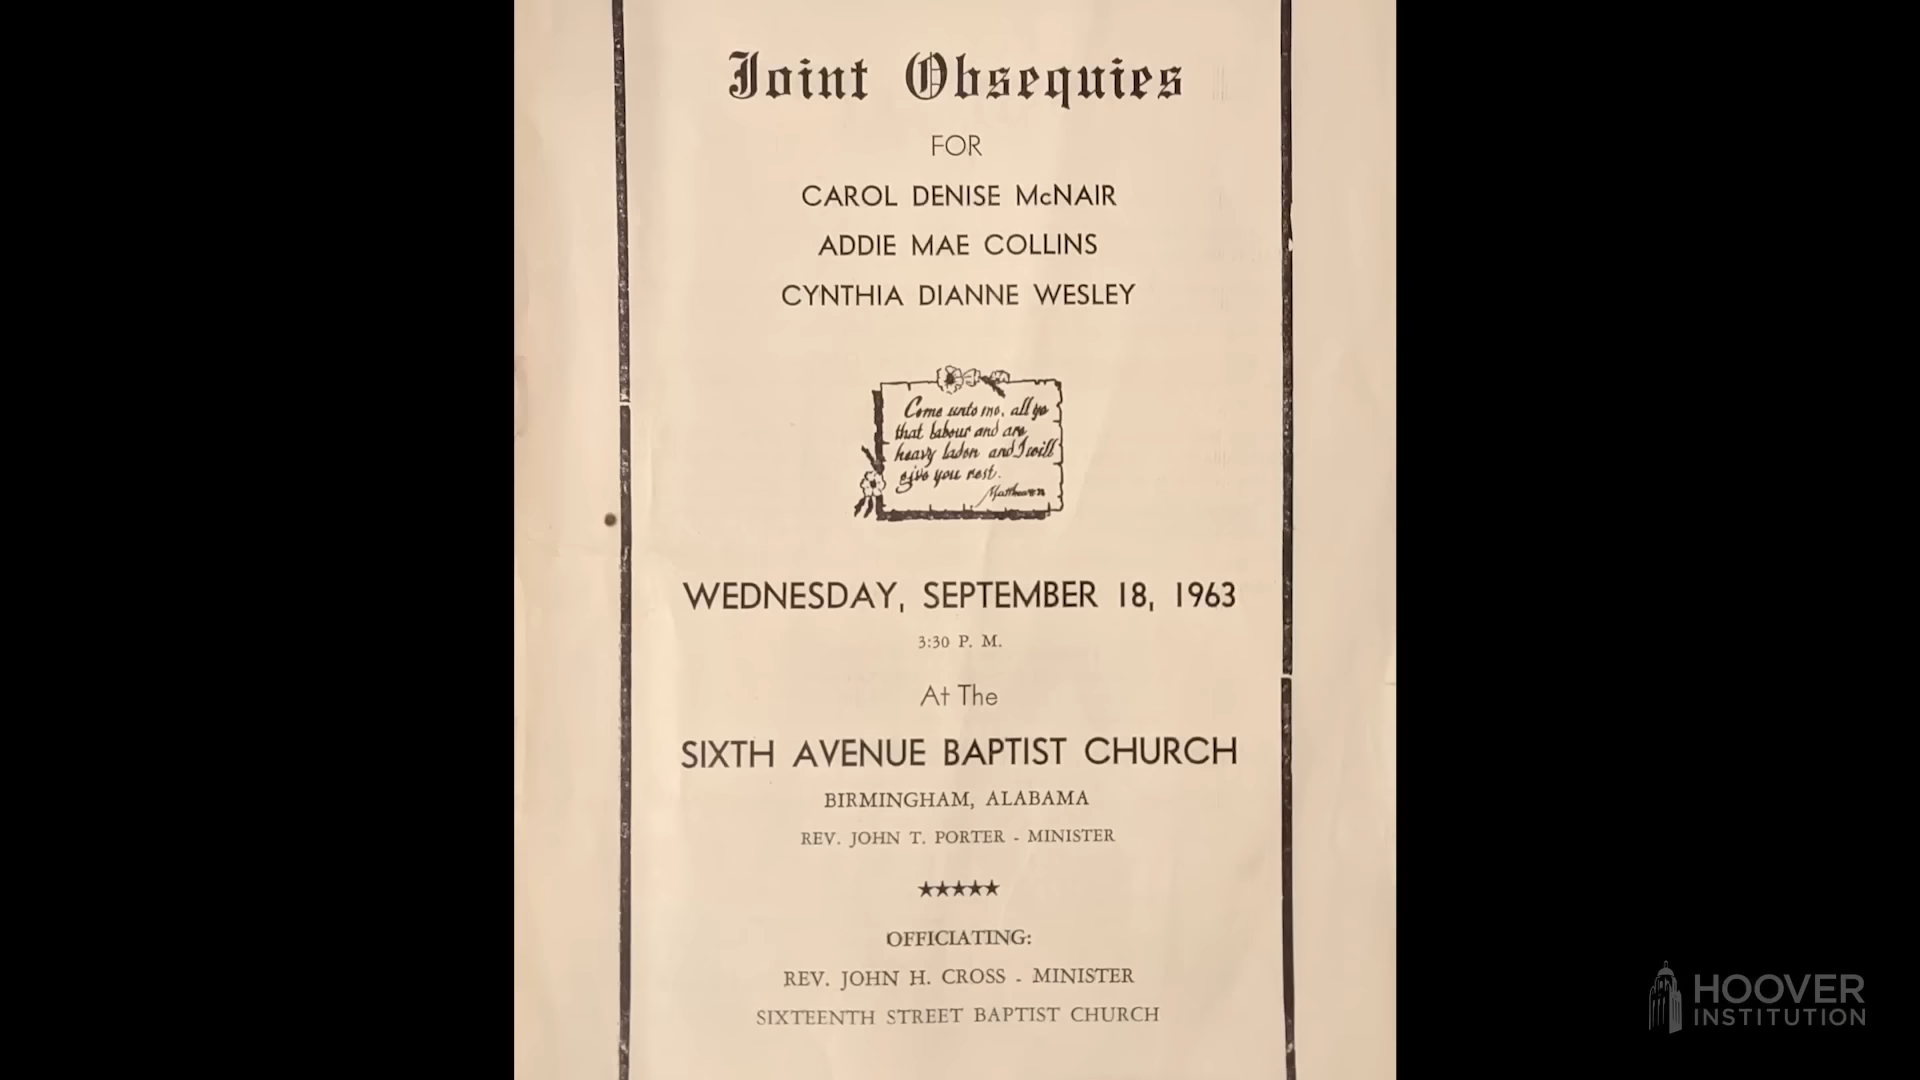 Joint Obsequies
FOR
CAROL DENISE McNAIR
ADDIE MAE COLLINS
CYNTHIA DIANNE WESLEY
Come unto me, all ye
that labour and are
heavy laden and I will
give you rest.
WEDNESDAY, SEPTEMBER 18, 1963
3:30 P. M.
At The
SIXTH AVENUE BAPTIST CHURCH
BIRMINGHAM, ALABAMA
REV. JOHN T. PORTER - MINISTER
★★★★★
OFFICIATING:
REV. JOHN H. CROSS - MINISTER
SIXTEENTH STREET BAPTIST CHURCH
HOOVER
INSTITUTION